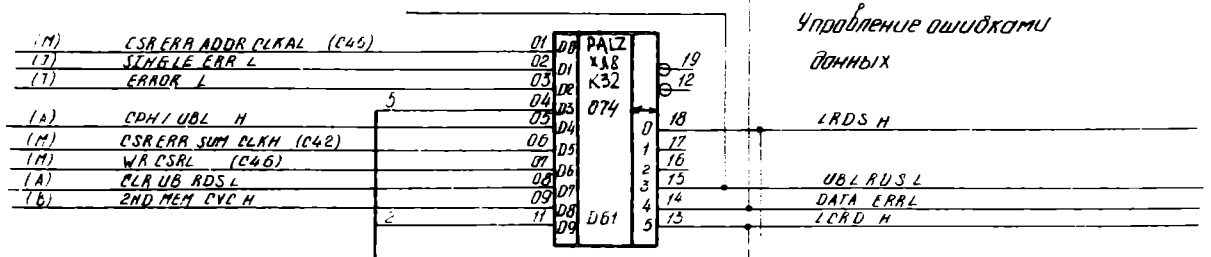 Управление ошибками
данных
(M) CSR ERR ADDR CLKAL (C45) 01 D0 PALZ
(J) SINGLE ERR L 02 D1 X18 19
(J) ERROR L 03 D2 K32 12
5 04 D3 074
(A) CPH/UBL H 05 D4 0 18 LRDS H
(M) CSR ERR SUM CLKH (C42) 06 D5 1 17
(M) WR CSRL (C46) 07 D6 2 16
(A) CLR UB RDS L 08 D7 3 15 UBL RDS L
(B) 2ND MEM CYC H 09 D8 4 14 DATA ERRL
2 11 D9 D61 5 13 LCRD H